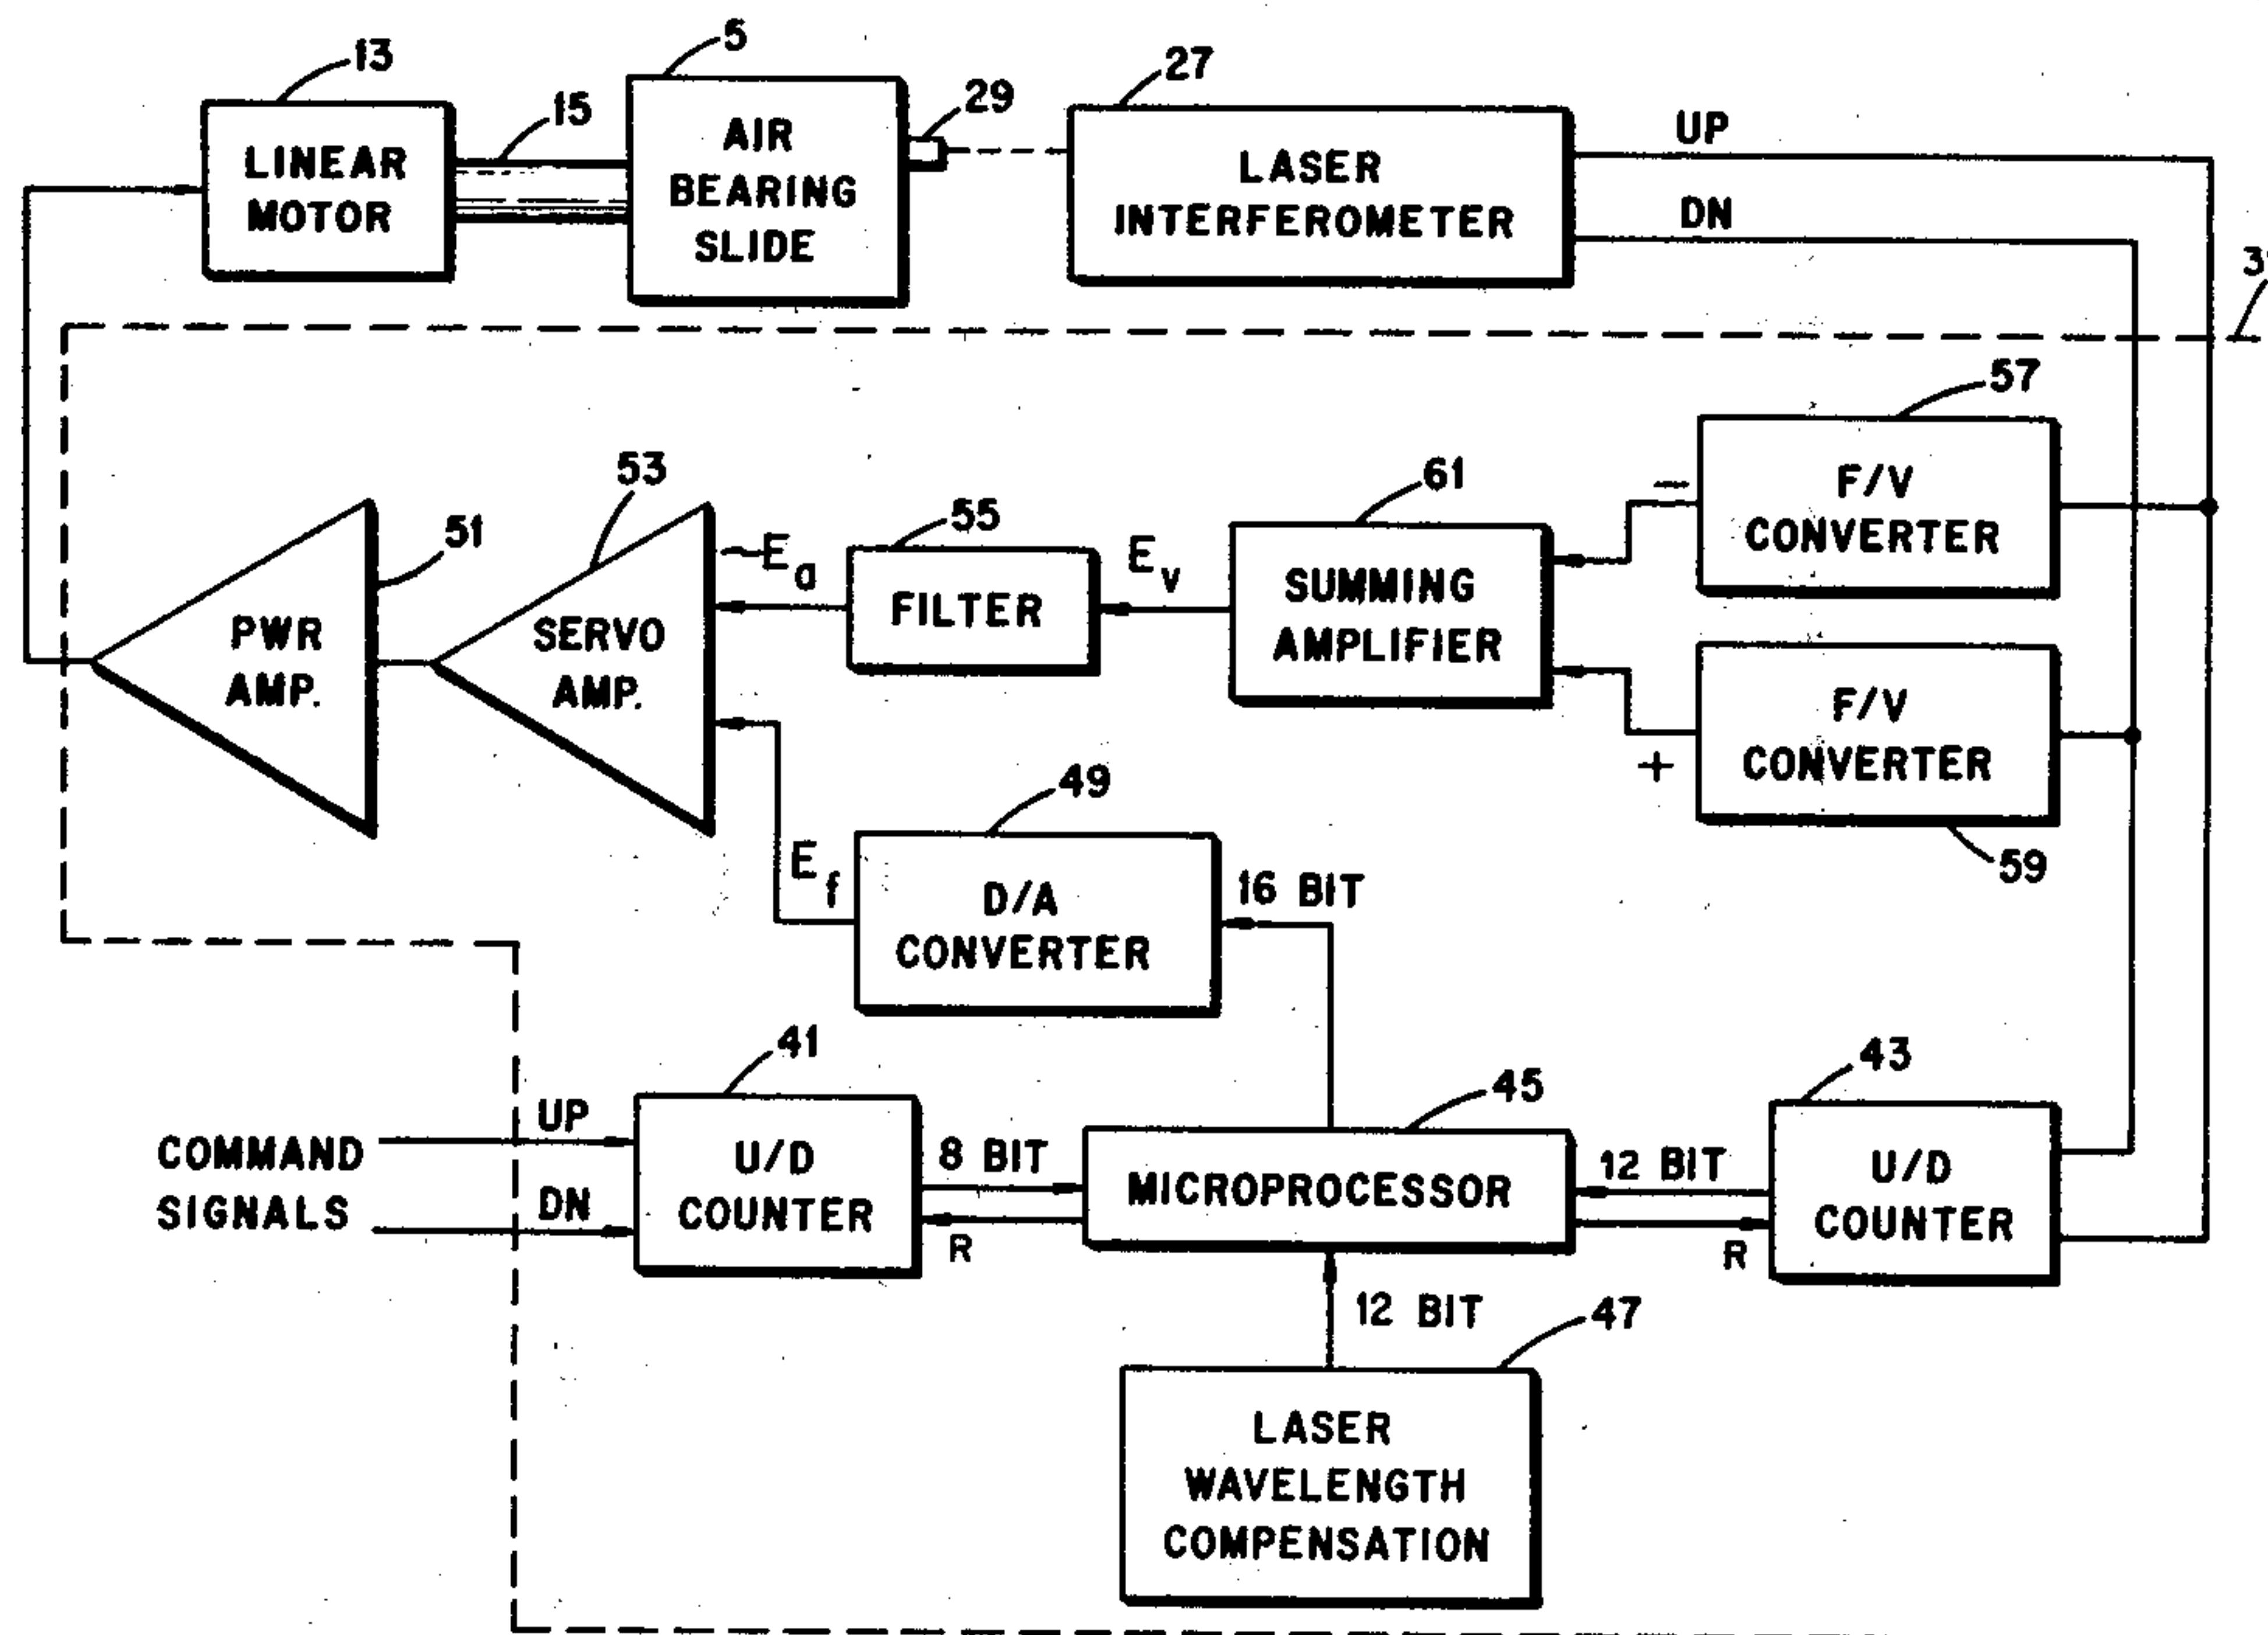 13
5
15
29
27
LINEAR
MOTOR
AIR
BEARING
SLIDE
LASER
INTERFEROMETER
UP
DN
57
F/V
CONVERTER
53
51
55
61
PWR
AMP.
SERVO
AMP.
-Ea
FILTER
Ev
SUMMING
AMPLIFIER
−
F/V
CONVERTER
+
59
49
Ef
D/A
CONVERTER
16 BIT
41
45
43
COMMAND
SIGNALS
UP
DN
U/D
COUNTER
8 BIT
R
MICROPROCESSOR
12 BIT
R
U/D
COUNTER
12 BIT
47
LASER
WAVELENGTH
COMPENSATION